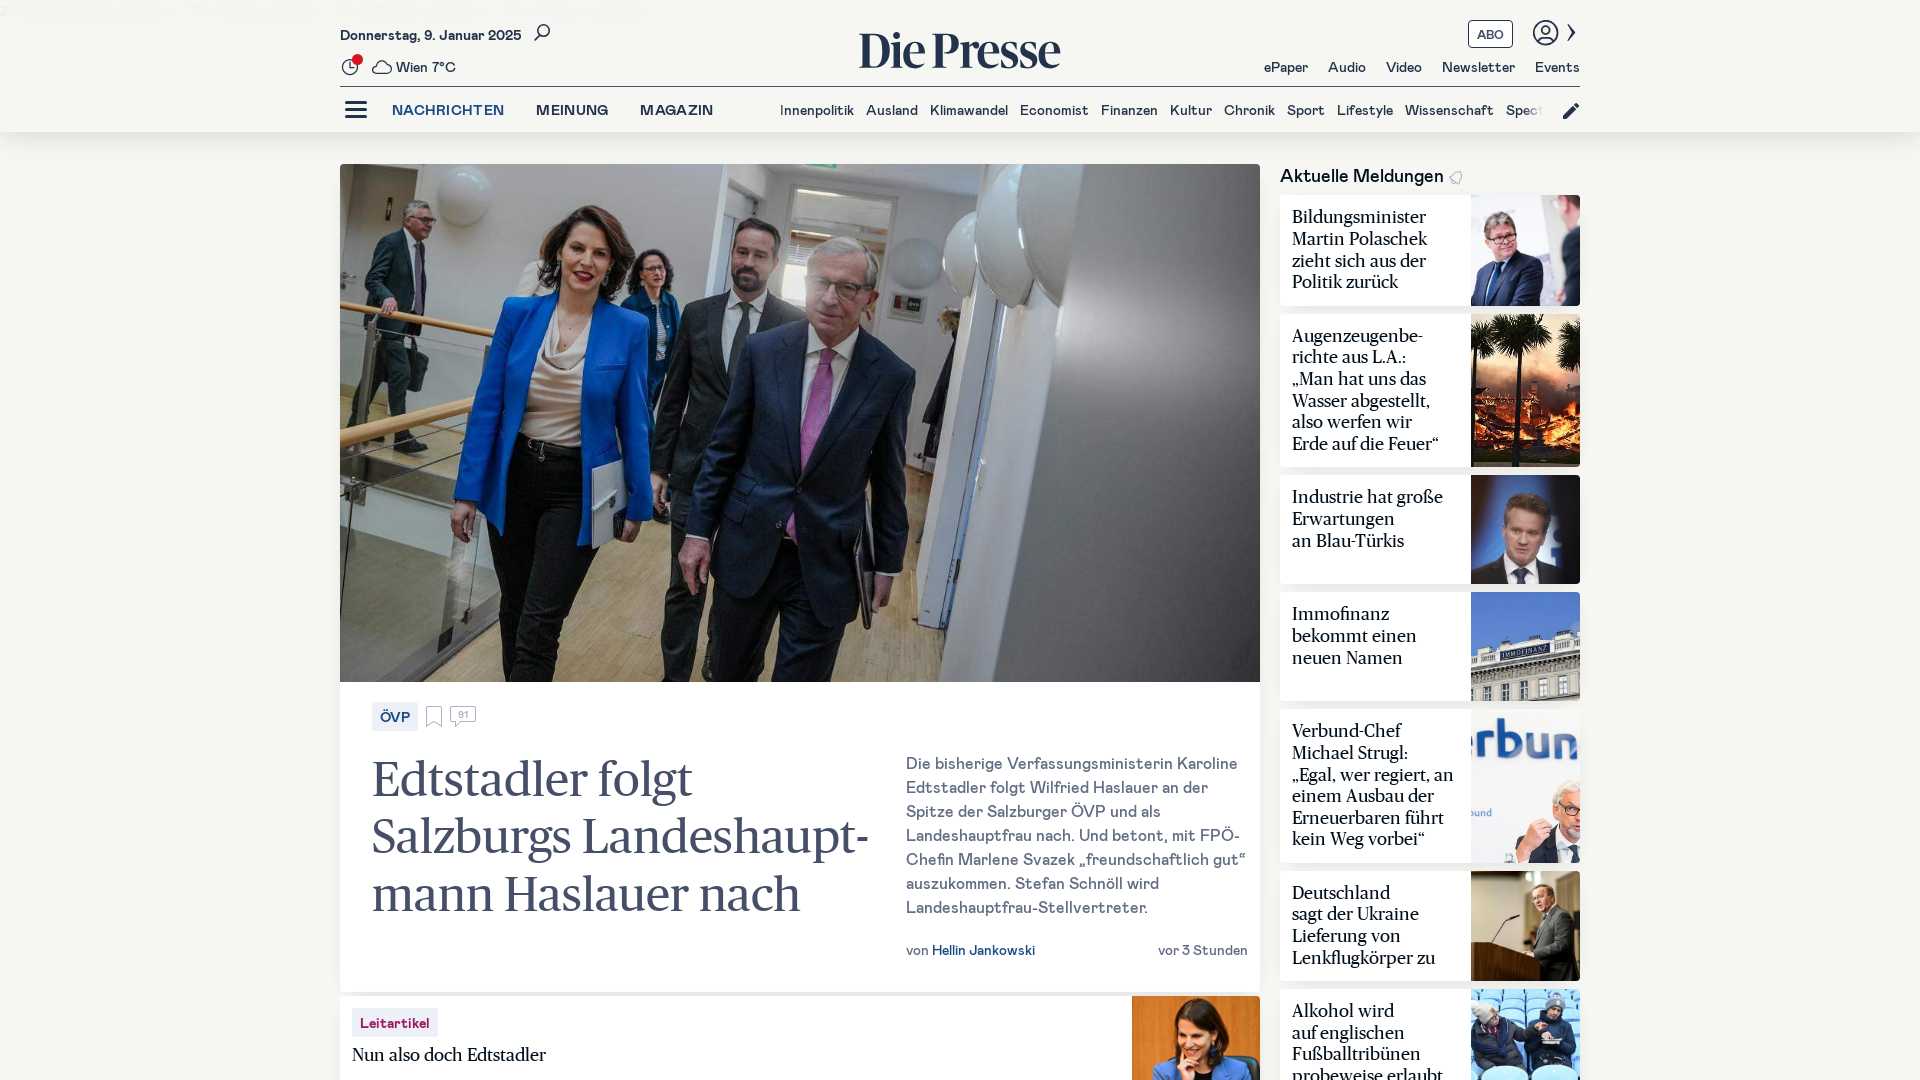 Donnerstag, 9. Januar 2025
Die Presse
ABO
Wien 7°C
ePaper Audio Video Newsletter Events
NACHRICHTEN MEINUNG MAGAZIN Innenpolitik Ausland Klimawandel Economist Finanzen Kultur Chronik Sport Lifestyle Wissenschaft Spect
ÖVP
91
Edtstadler folgt
Salzburgs Landeshaupt-
mann Haslauer nach
Die bisherige Verfassungsministerin Karoline
Edtstadler folgt Wilfried Haslauer an der
Spitze der Salzburger ÖVP und als
Landeshauptfrau nach. Und betont, mit FPÖ-
Chefin Marlene Svazek „freundschaftlich gut“
auszukommen. Stefan Schnöll wird
Landeshauptfrau-Stellvertreter.
von Hellin Jankowski vor 3 Stunden
Leitartikel
Nun also doch Edtstadler
Aktuelle Meldungen
Bildungsminister
Martin Polaschek
zieht sich aus der
Politik zurück
Augenzeugenbe-
richte aus L.A.:
„Man hat uns das
Wasser abgestellt,
also werfen wir
Erde auf die Feuer“
Industrie hat große
Erwartungen
an Blau-Türkis
Immofinanz
bekommt einen
neuen Namen
IMMOFINANZ
Verbund-Chef
Michael Strugl:
„Egal, wer regiert, an
einem Ausbau der
Erneuerbaren führt
kein Weg vorbei“
erbun
bund
Deutschland
sagt der Ukraine
Lieferung von
Lenkflugkörper zu
Alkohol wird
auf englischen
Fußballtribünen
probeweise erlaubt